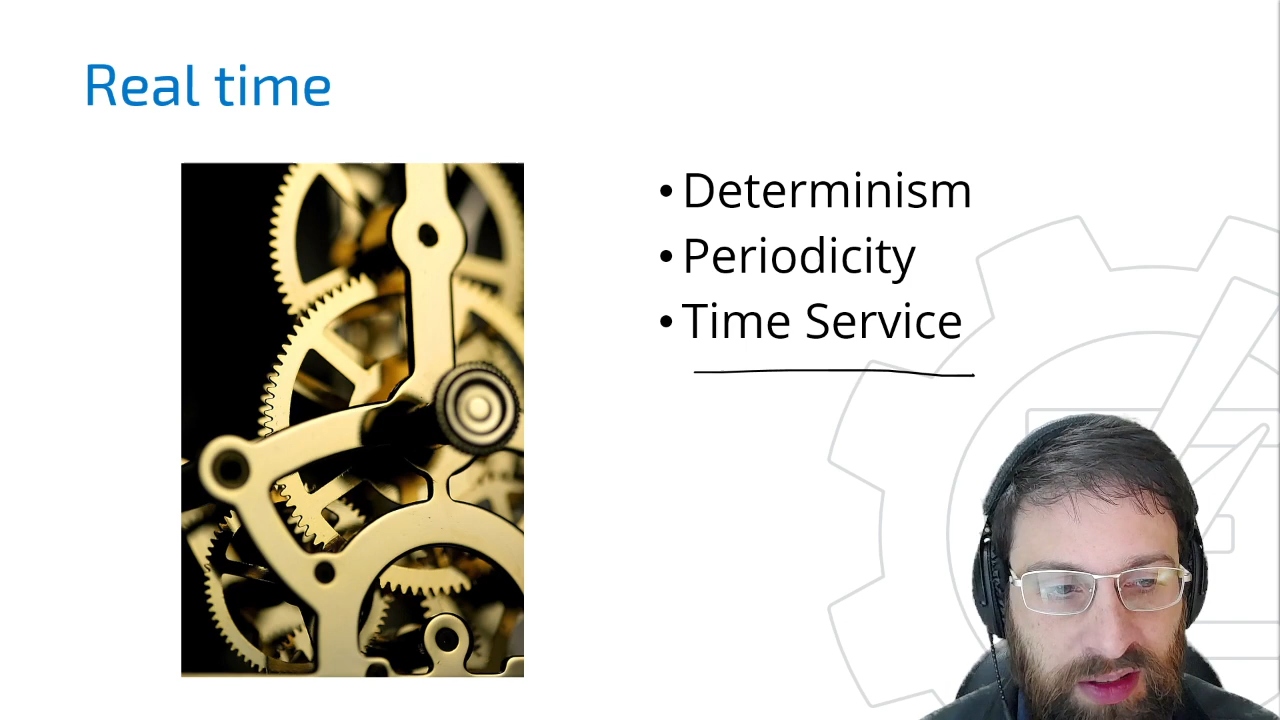 Real time
• Determinism
• Periodicity
• Time Service